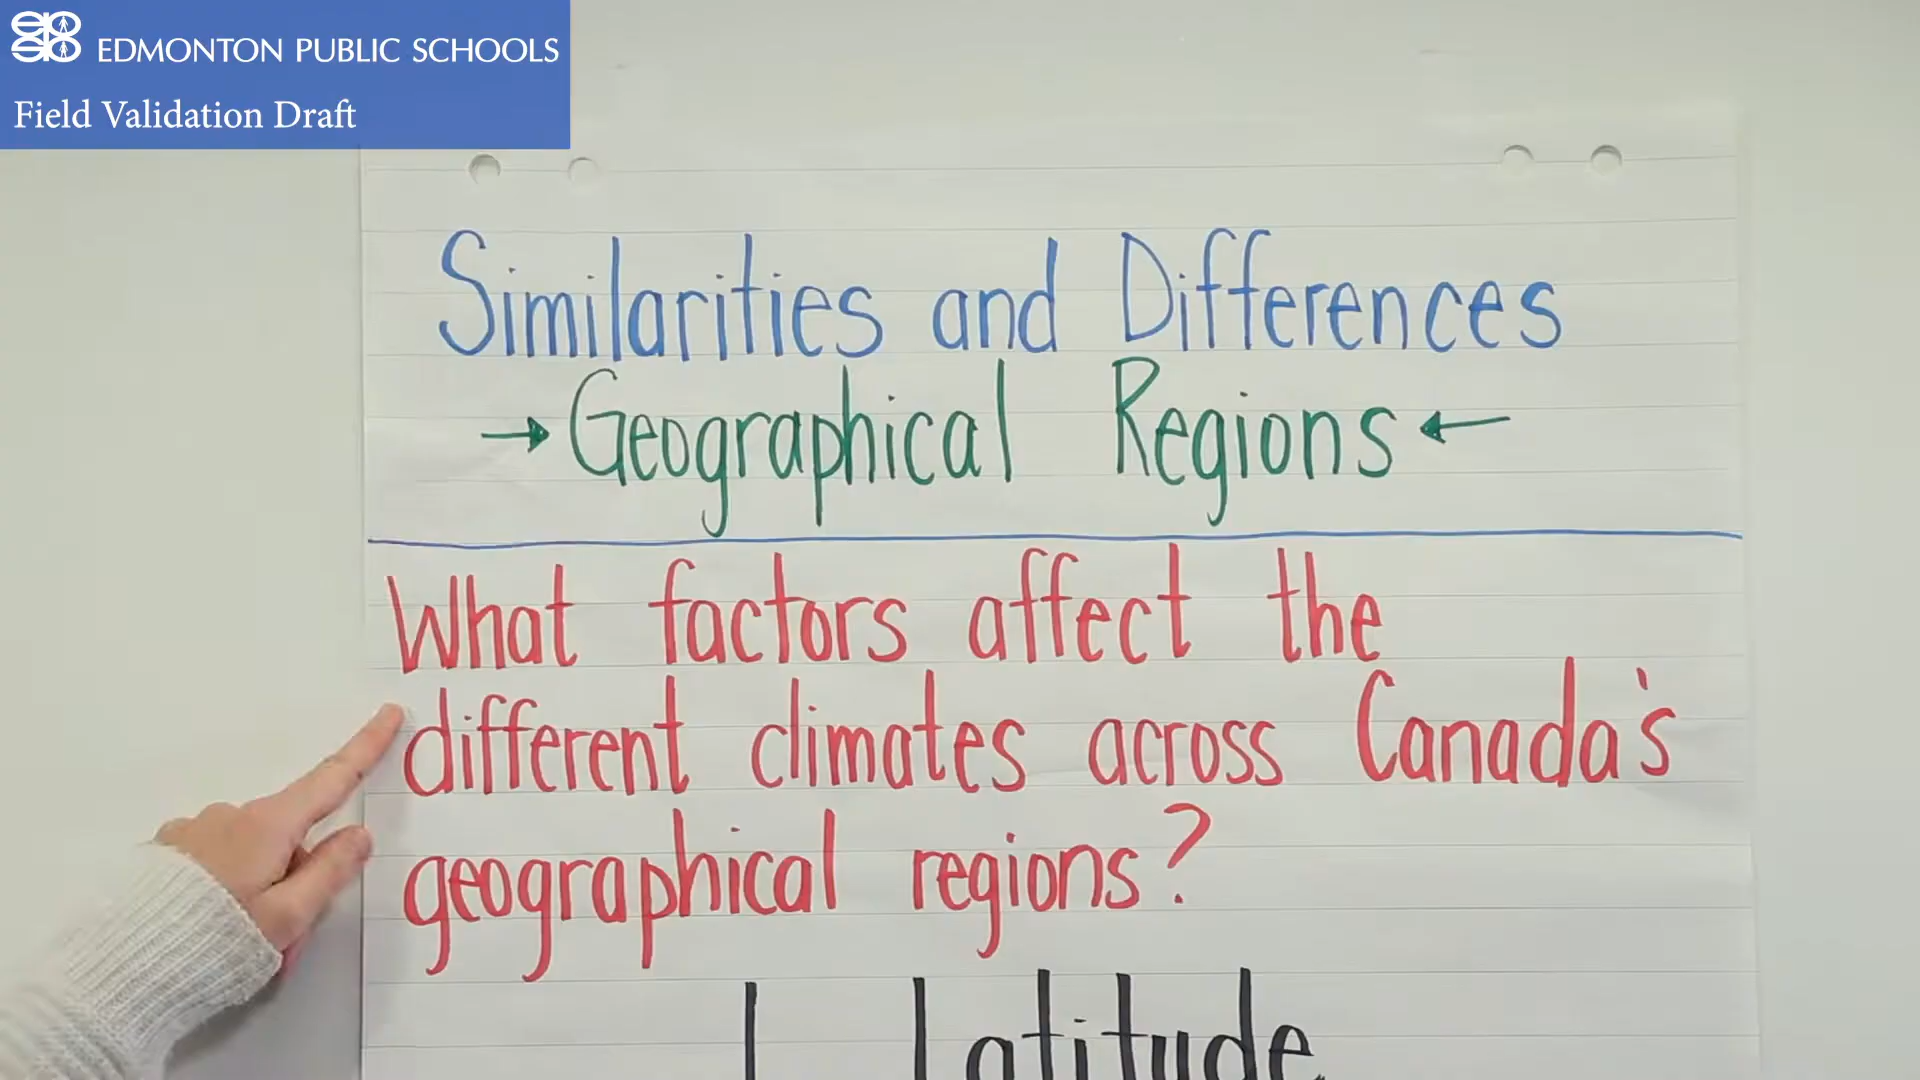 EDMONTON PUBLIC SCHOOLS
Field Validation Draft
Similarities and Differences
→ Geographical Regions ←
What factors affect the
different climates across Canada's
geographical regions?
Latitude